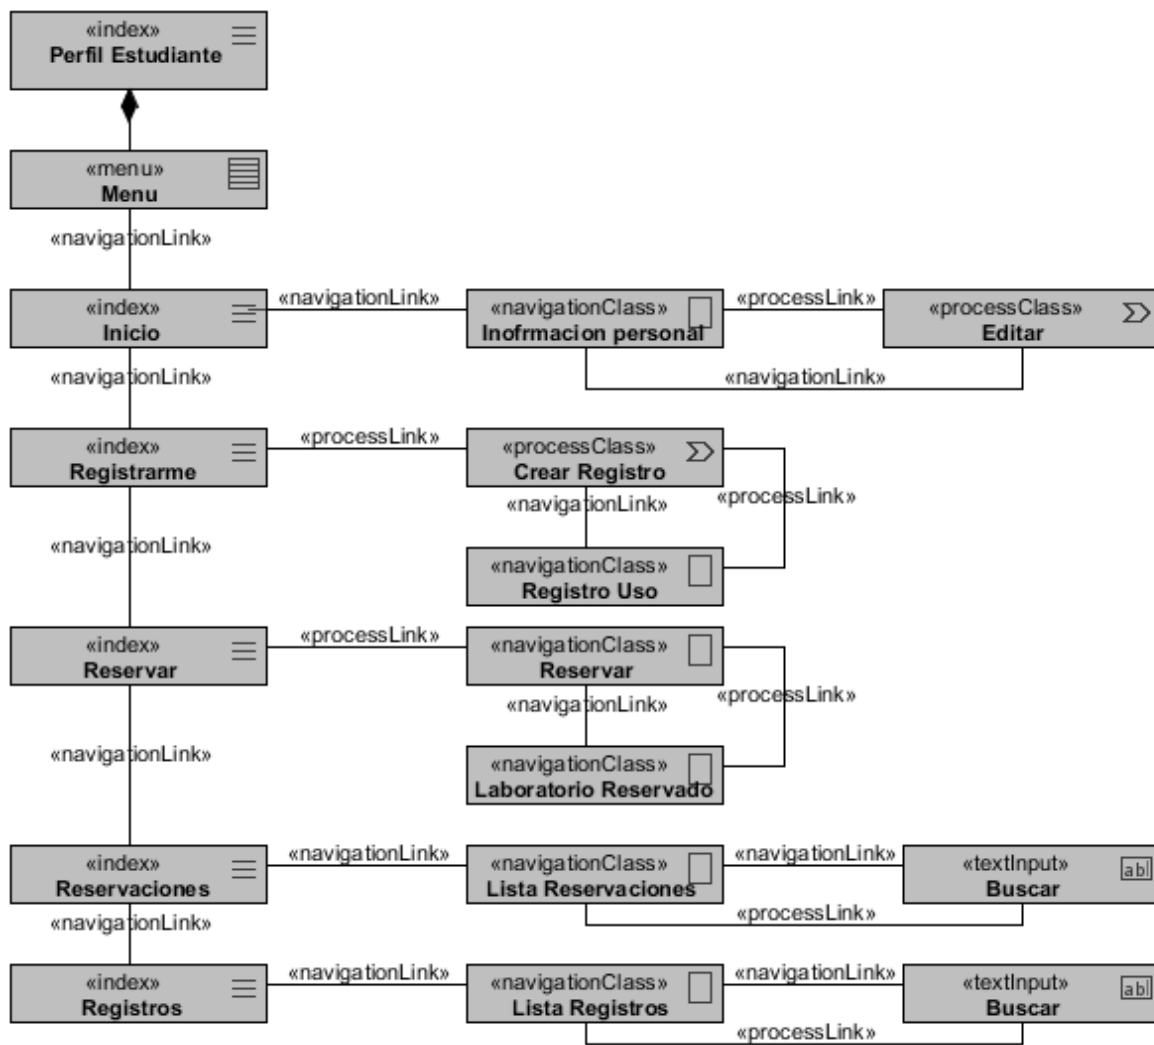 «index»
Perfil Estudiante
«menu»
Menu
«navigationLink»
«index»
Inicio
«navigationLink»
«navigationClass»
Inofrmacion personal
«processLink»
«processClass»
Editar
«navigationLink»
«navigationLink»
«index»
Registrarme
«processLink»
«processClass»
Crear Registro
«navigationLink»
«processLink»
«navigationClass»
Registro Uso
«navigationLink»
«index»
Reservar
«processLink»
«navigationClass»
Reservar
«navigationLink»
«processLink»
«navigationClass»
Laboratorio Reservado
«navigationLink»
«index»
Reservaciones
«navigationLink»
«navigationClass»
Lista Reservaciones
«navigationLink»
«textInput»
Buscar
abl
«processLink»
«navigationLink»
«index»
Registros
«navigationLink»
«navigationClass»
Lista Registros
«navigationLink»
«textInput»
Buscar
abl
«processLink»